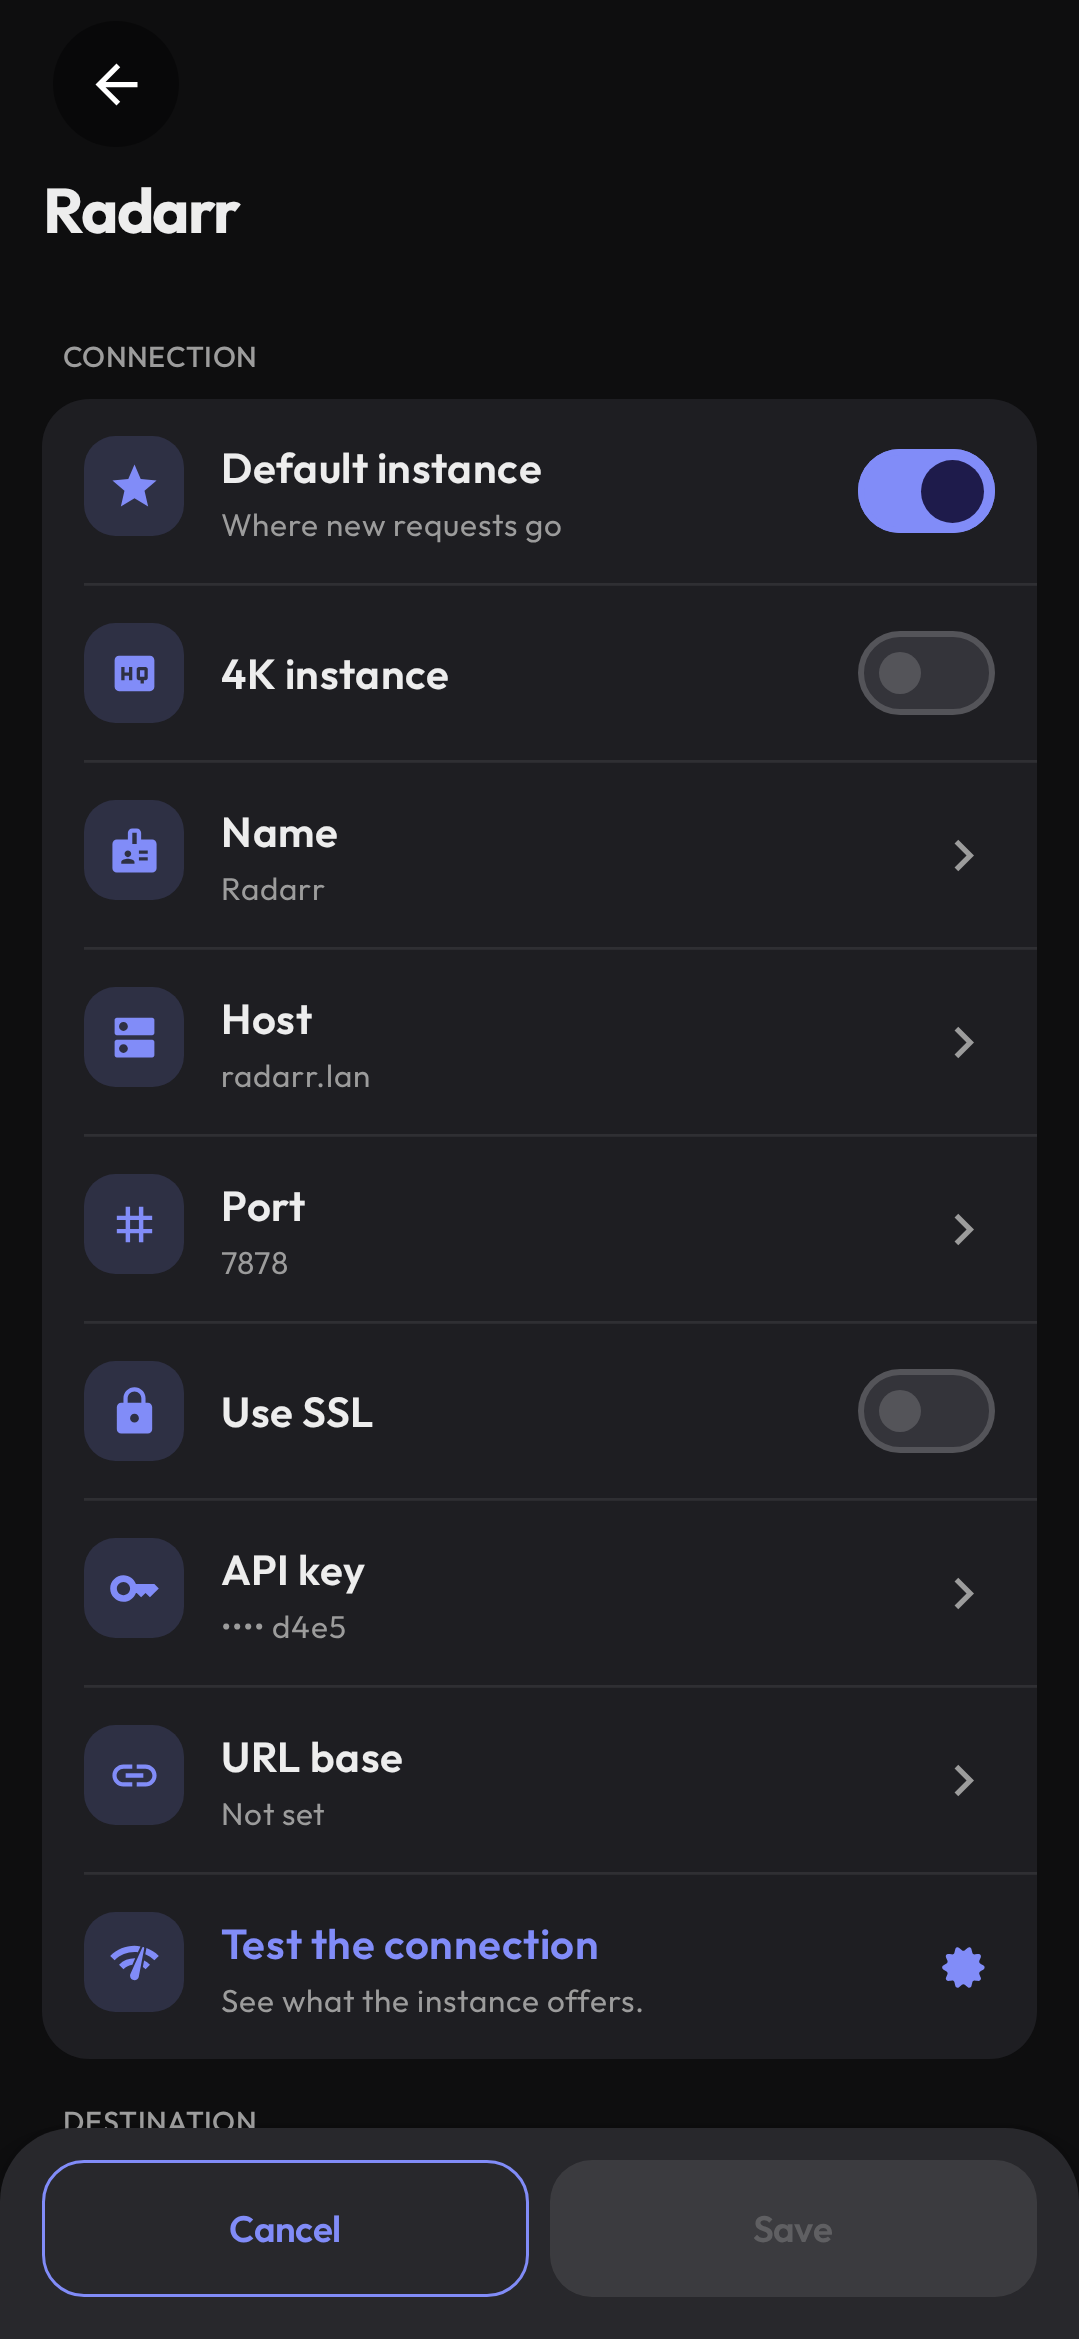 Radarr
CONNECTION
Default instance
Where new requests go
HQ
4K instance
Name
Radarr
Host
radarr.lan
Port
7878
Use SSL
API key
•••• d4e5
URL base
Not set
Test the connection
See what the instance offers.
DESTINATION
Cancel
Save